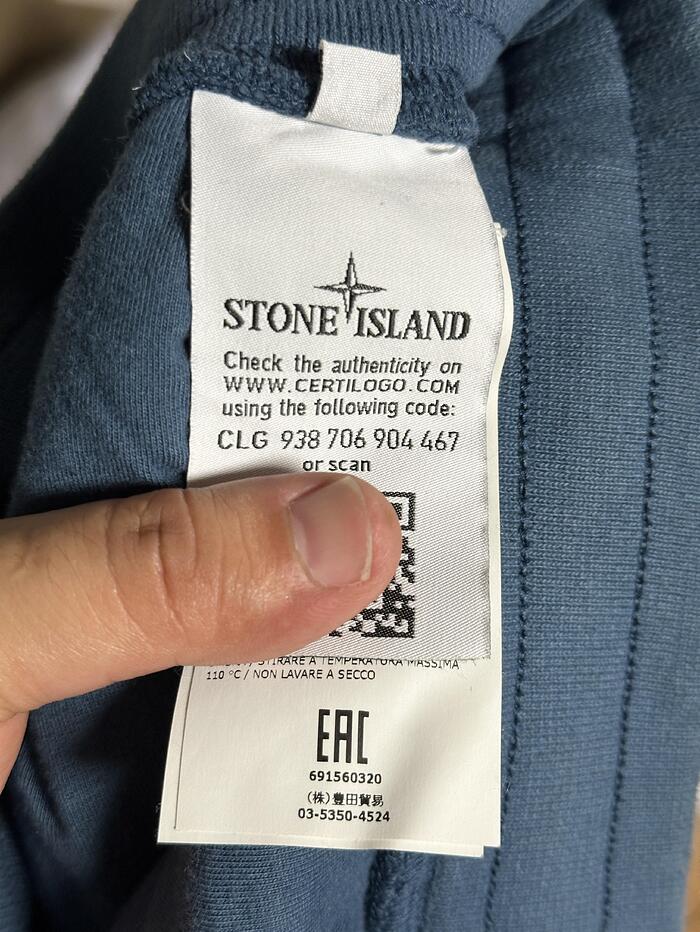 STONE ISLAND
Check the authenticity on
WWW.CERTILOGO.COM
using the following code:
CLG 938 706 904 467
or scan
STIRARE A TEMPERATURA MASSIMA
110 °C / NON LAVARE A SECCO
EAC
691560320
(株)豊田貿易
03-5350-4524